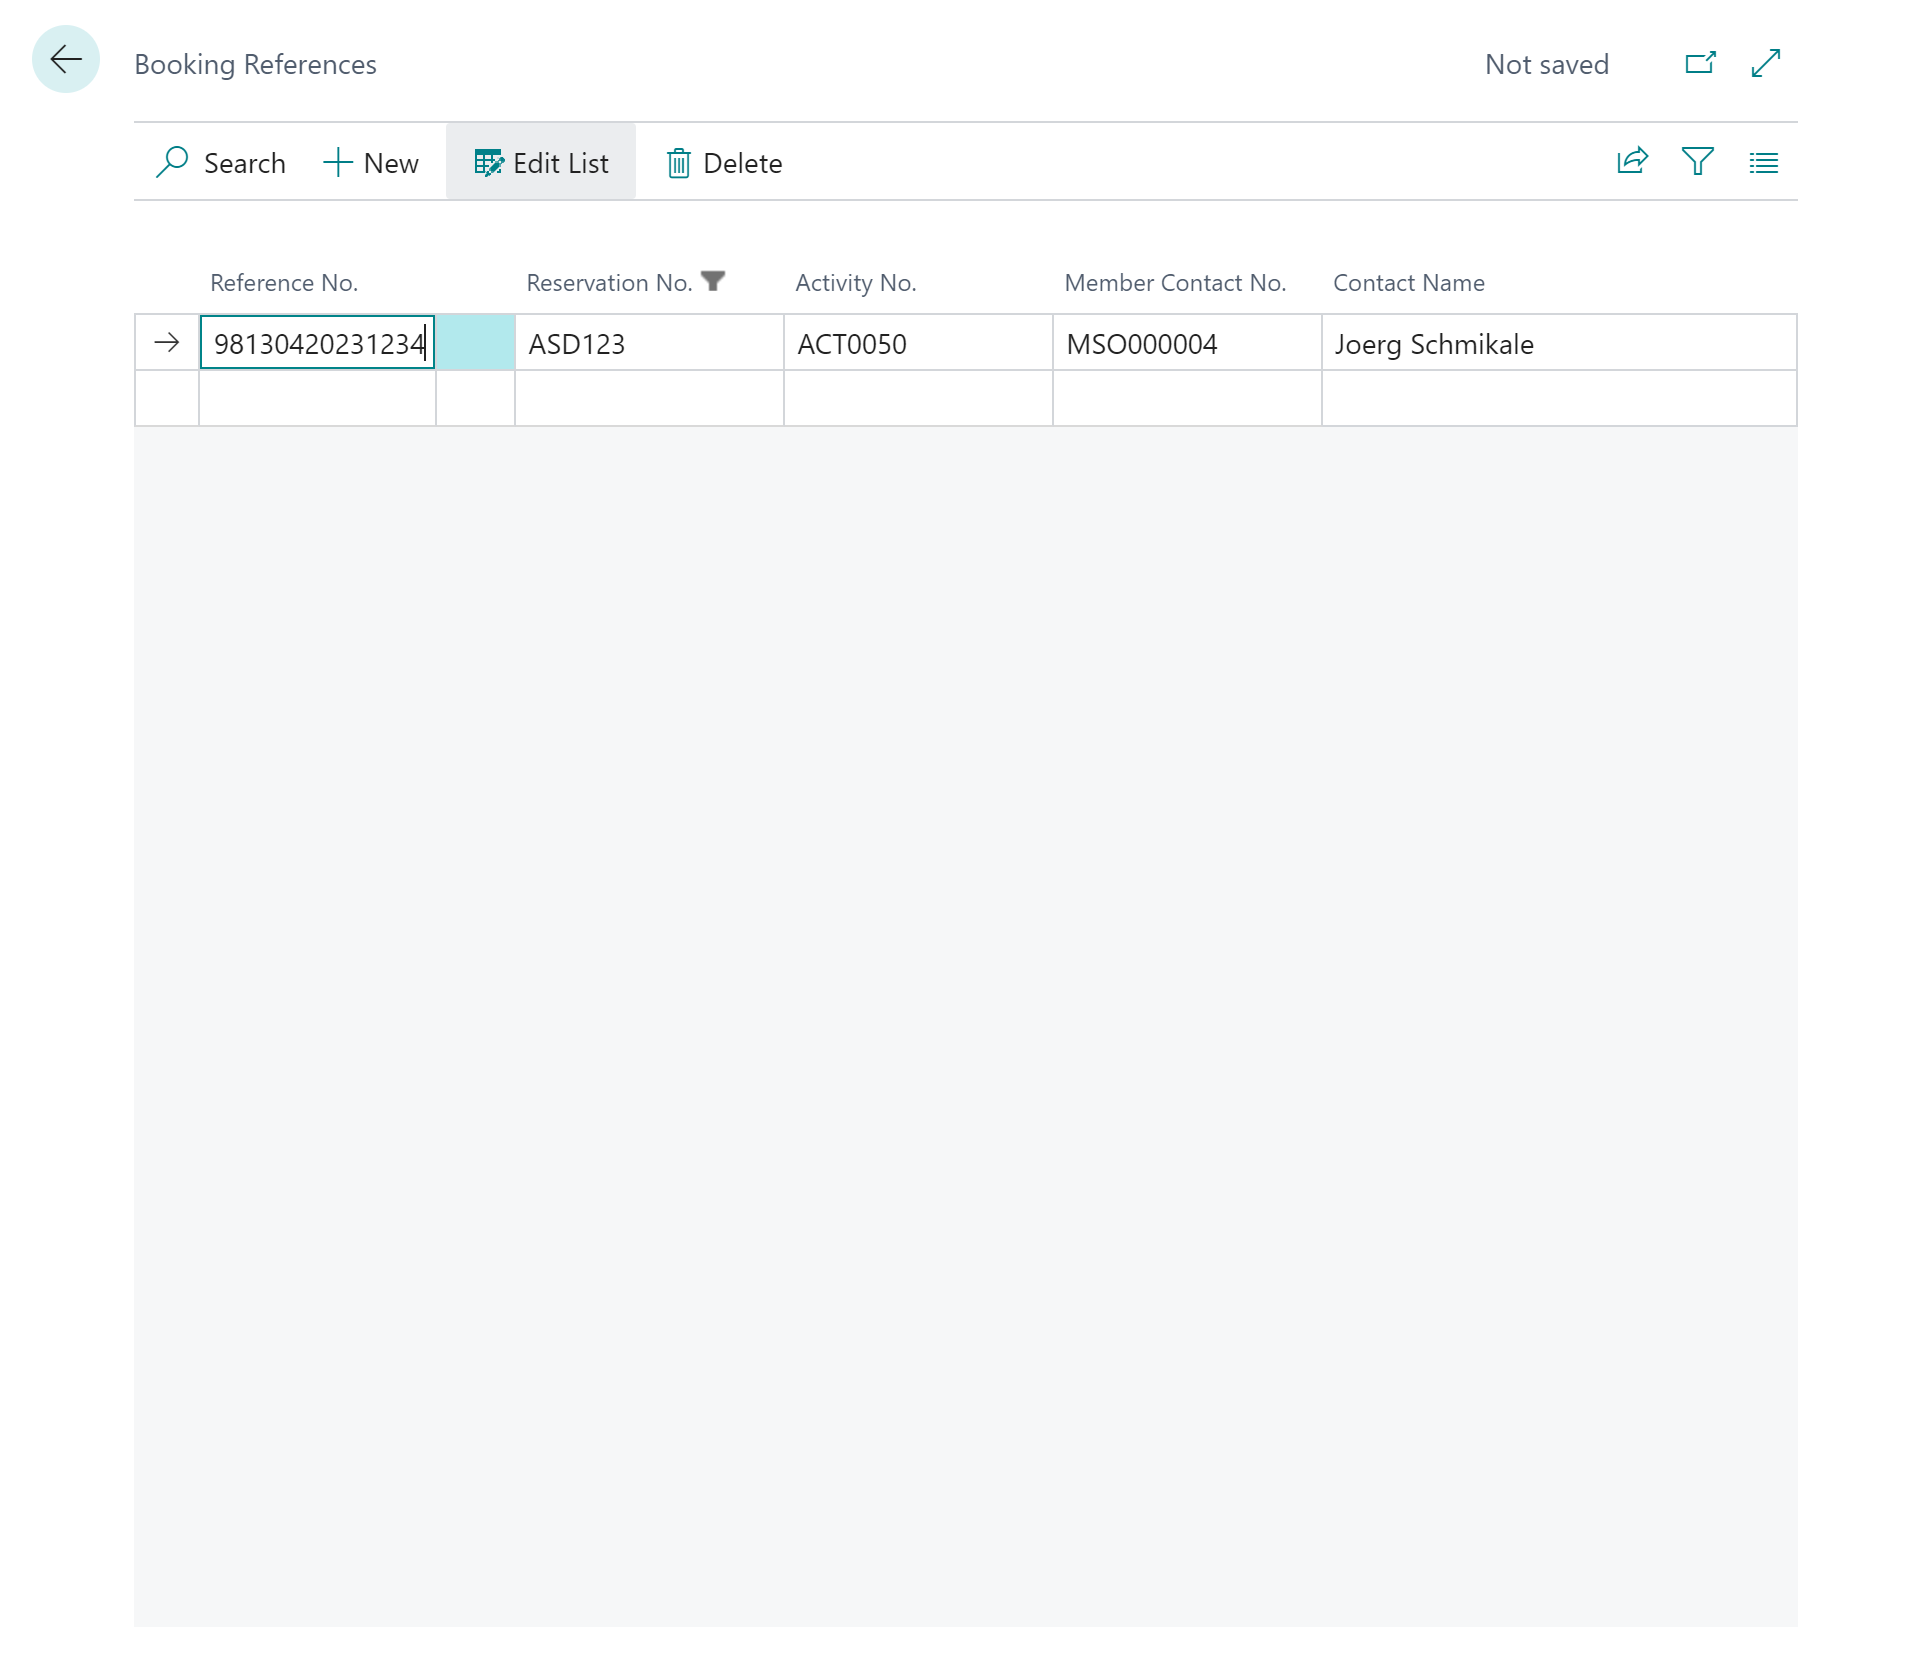 Booking References
Not saved
Search New Edit List Delete
Reference No. Reservation No. Activity No. Member Contact No. Contact Name
98130420231234 ASD123 ACT0050 MSO000004 Joerg Schmikale